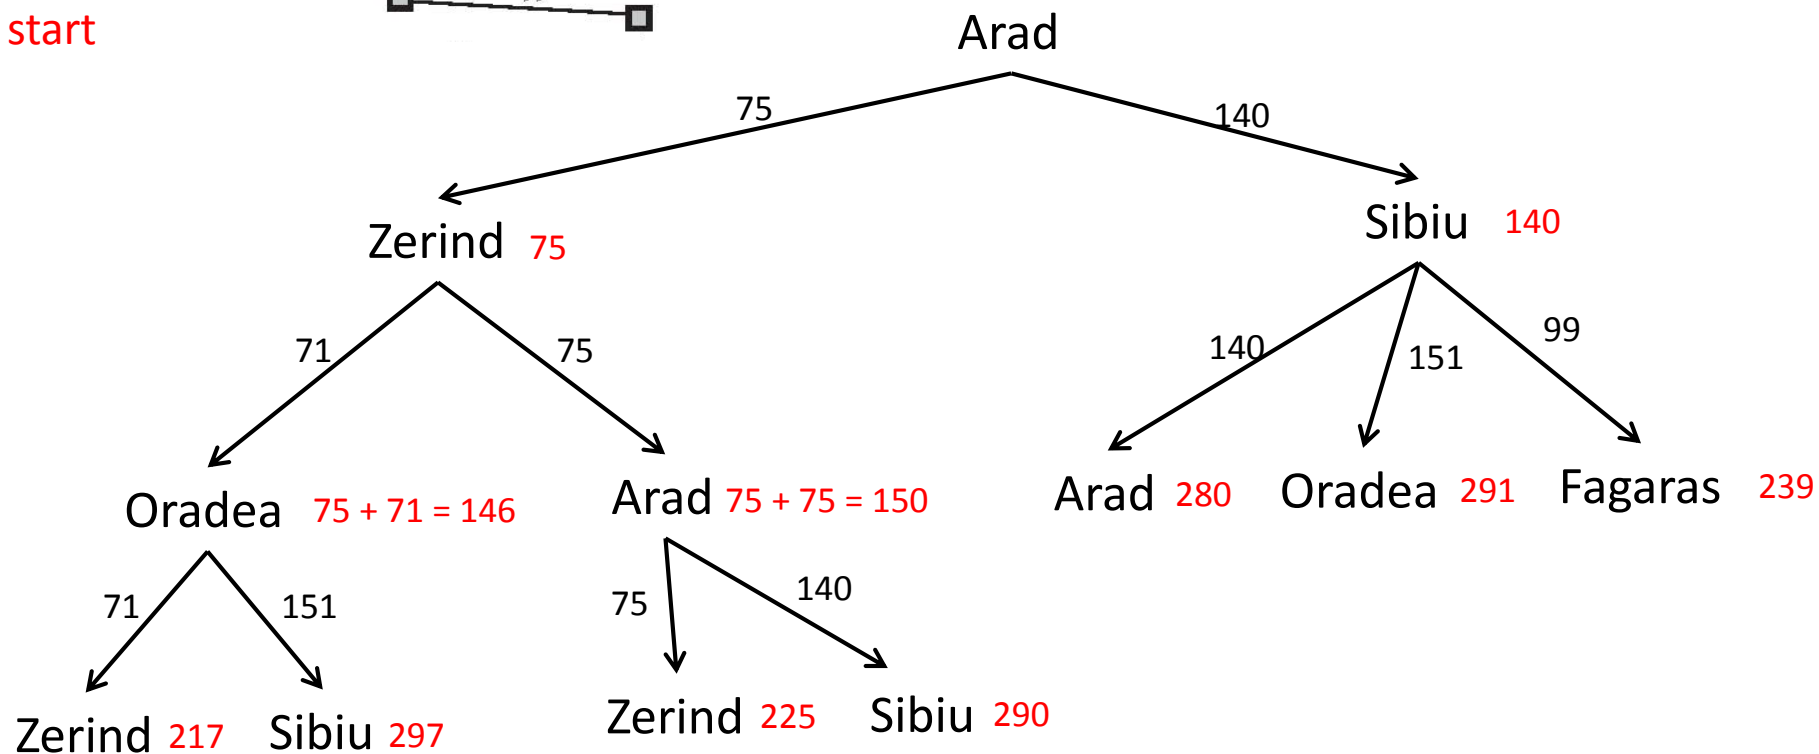 start
Arad
75
140
Zerind 75
Sibiu 140
71
75
140
151
99
Oradea 75 + 71 = 146
Arad 75 + 75 = 150
Arad 280
Oradea 291
Fagaras 239
71
151
75
140
Zerind 217
Sibiu 297
Zerind 225
Sibiu 290